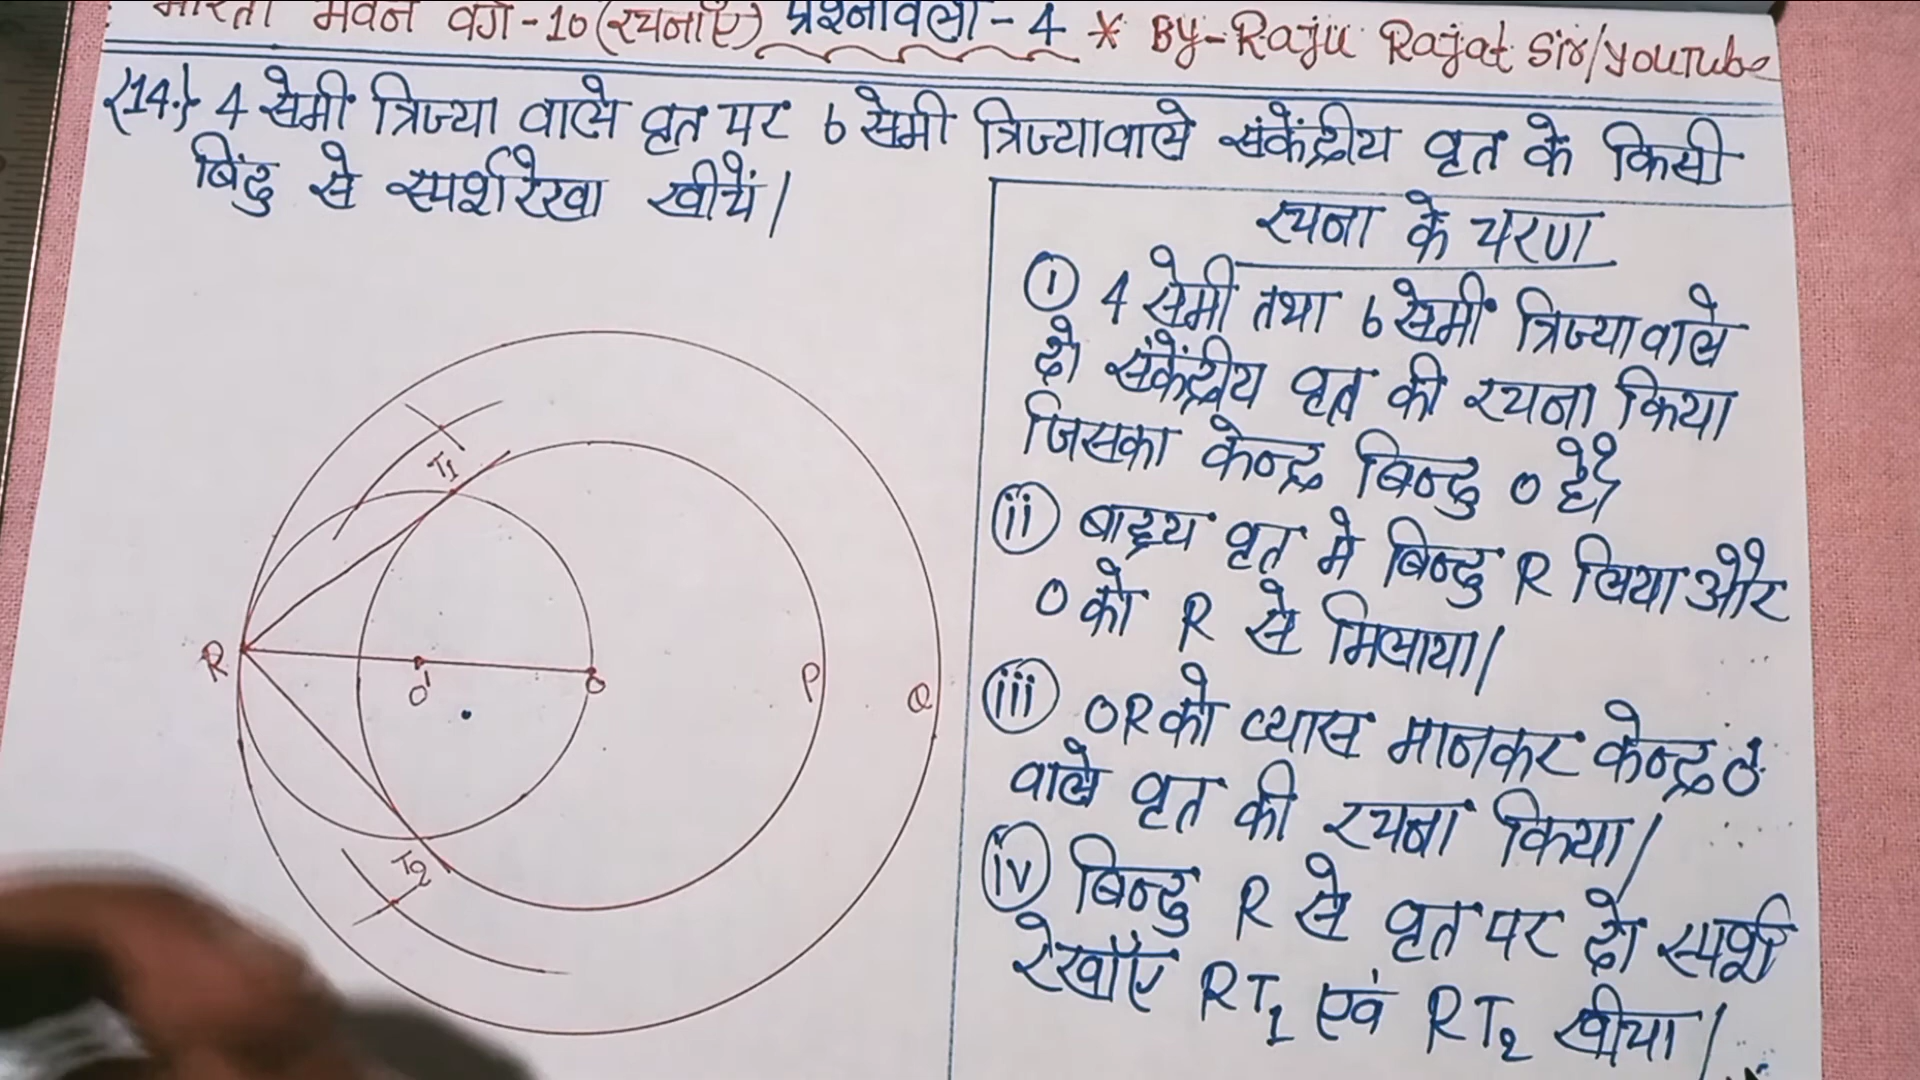 भारती भवन वर्ग-10 (रचनाएँ) प्रश्नावली-4 * BY-Raju Rajat Sir/YOUTube
(14.) 4 सेमी त्रिज्या वाले वृत पर 6 सेमी त्रिज्यावाले संकेंद्रीय वृत के किसी
बिंदु से स्पर्शरेखा खींचें।
रचना के चरण
(i) 4 सेमी तथा 6 सेमी त्रिज्यावाले
दो संकेंद्रीय वृत की रचना किया
जिसका केन्द्र बिन्दु O है।
(ii) बाह्य वृत मे बिन्दु R लिया और
O को R से मिलाया।
(iii) OR को व्यास मानकर केन्द्र O'
वाले वृत की रचना किया।
(iv) बिन्दु R से वृत पर दो स्पर्श
रेखाएँ RT₁ एवं RT₂ खीचा।
T₁
R
O'
O
P
Q
T₂